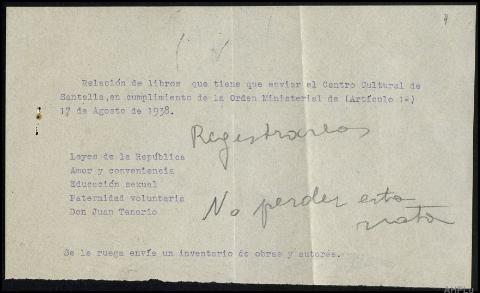 Relación de libros que tiene que enviar el Centro Cultural de
Santalla,en cumplimiento de la Orden Ministerial de (Artículo 1º)
17 de Agosto de 1938.
Registrarlos
Leyes de la República
Amor y conveniencia
Educación sexual
Paternidad voluntaria
Don Juan Tenorio
No perder esta
nota
Se le ruega envíe un inventario de obras y autores.